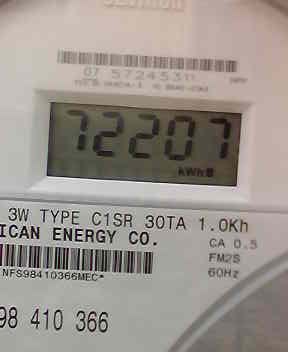 07 57245311
72207
kWh
3W TYPE C1SR 30TA 1.0Kh
ICAN ENERGY CO.
CA 0.5
FM2S
NFS98410366MEC*
60Hz
98 410 366